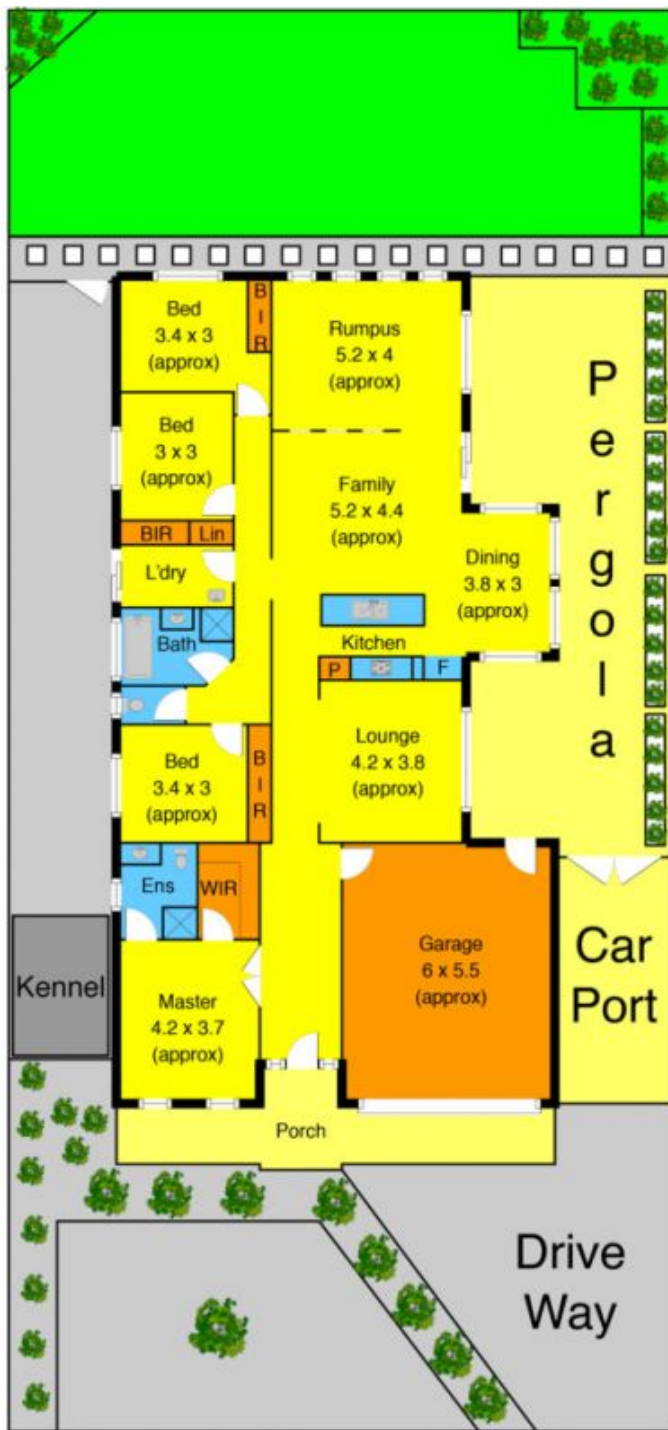 Bed
3.4 x 3
(approx)
B
I
R
Rumpus
5.2 x 4
(approx)
P
e
r
g
o
l
a
Bed
3 x 3
(approx)
Family
5.2 x 4.4
(approx)
BIR
Lin
L'dry
Dining
3.8 x 3
(approx)
Bath
Kitchen
P
F
Bed
3.4 x 3
(approx)
B
I
R
Lounge
4.2 x 3.8
(approx)
Ens
WIR
Garage
6 x 5.5
(approx)
Car
Port
Kennel
Master
4.2 x 3.7
(approx)
Porch
Drive
Way